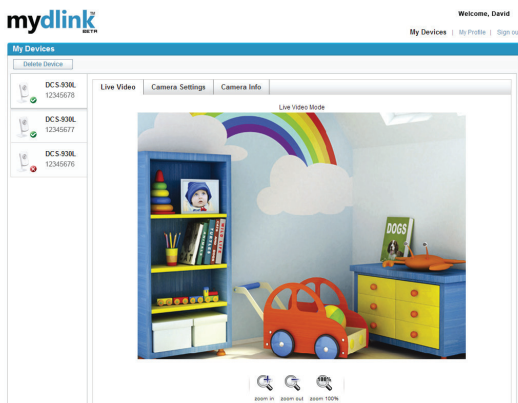 mydlink™
BETA
Welcome, David
My Devices | My Profile | Sign ou
My Devices
Delete Device
DCS-930L
12345678
DCS-930L
12345677
DCS-930L
12345676
Live Video Camera Settings Camera Info
Live Video Mode
DOGS
100%
zoom in zoom out zoom 100%